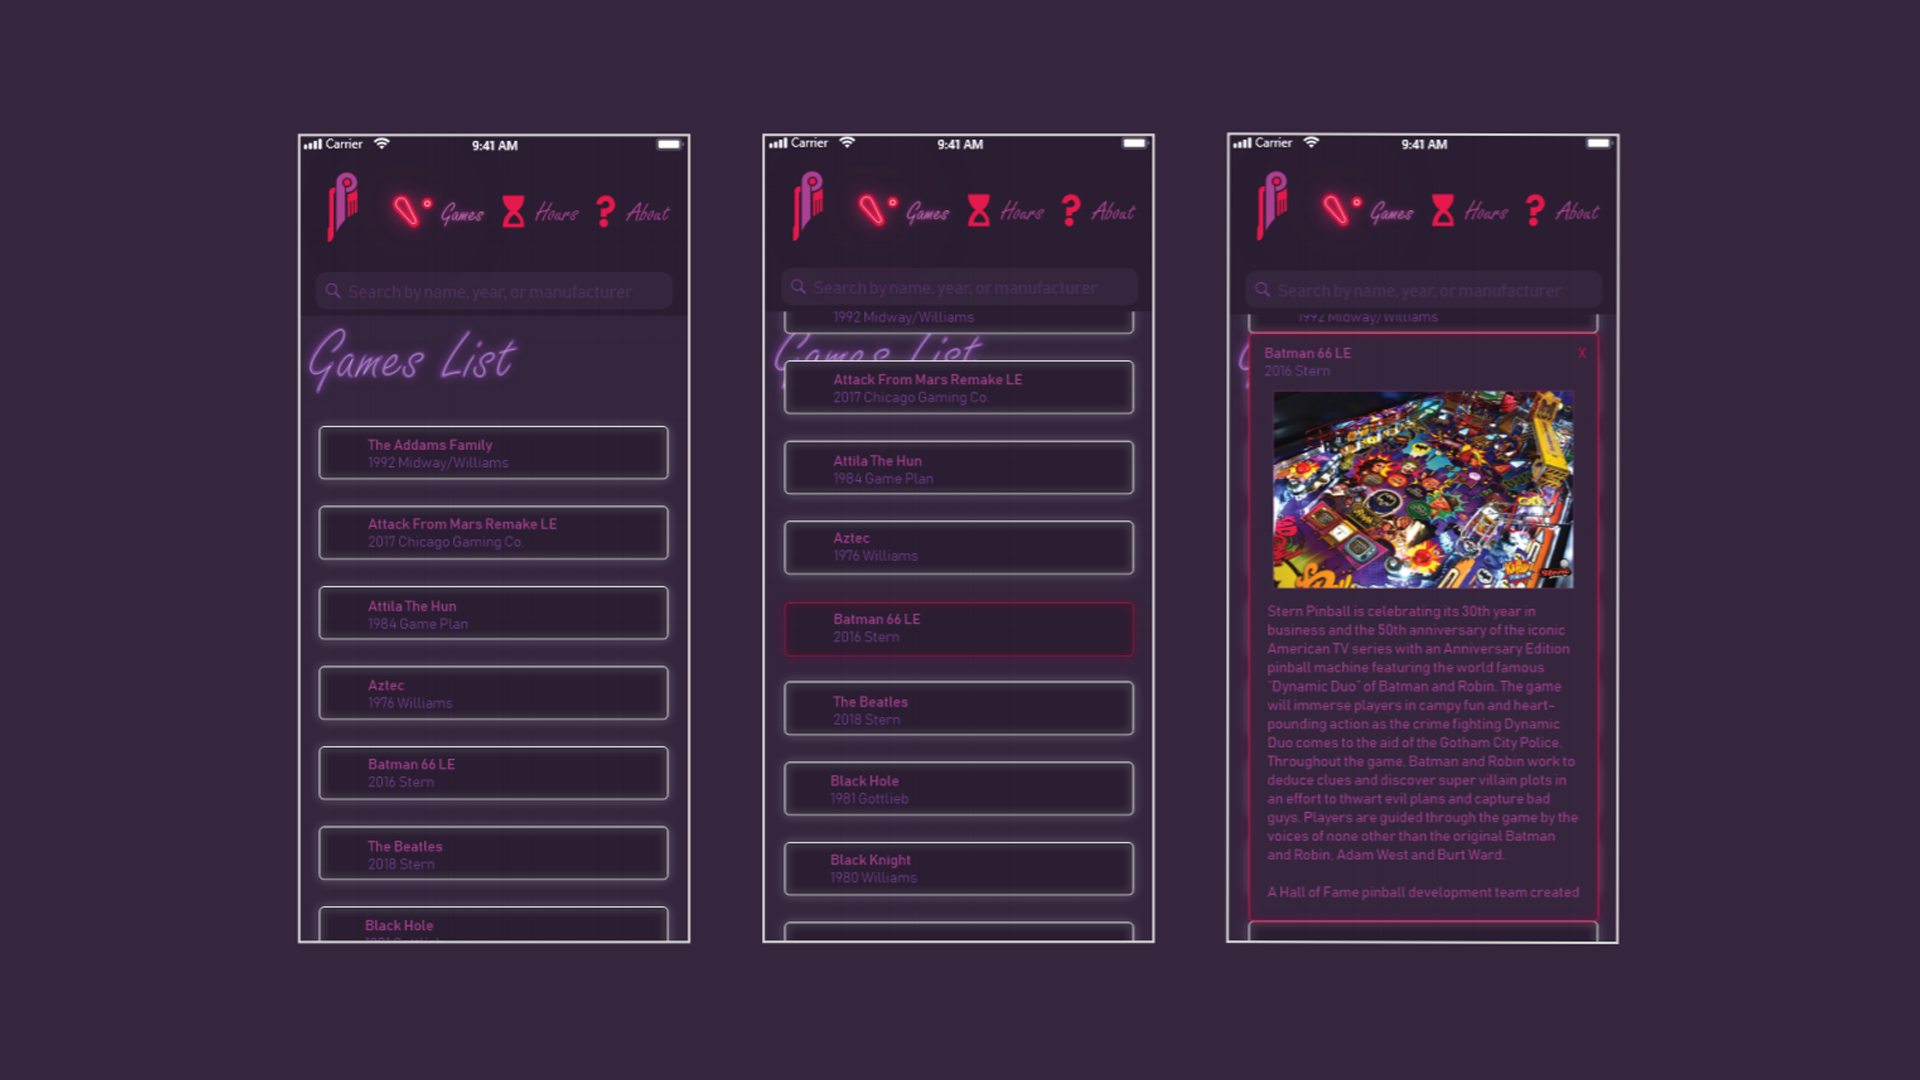 Carrier
9:41 AM
Games
Hours
? About
Search by name, year, or manufacturer
Games List
The Addams Family
1992 Midway/Williams
Attack From Mars Remake LE
2017 Chicago Gaming Co.
Attila The Hun
1984 Game Plan
Aztec
1976 Williams
Batman 66 LE
2016 Stern
The Beatles
2018 Stern
Black Hole
1981 Gottlieb
Carrier
9:41 AM
Games
Hours
? About
Search by name, year, or manufacturer
1992 Midway/Williams
Games List
Attack From Mars Remake LE
2017 Chicago Gaming Co.
Attila The Hun
1984 Game Plan
Aztec
1976 Williams
Batman 66 LE
2016 Stern
The Beatles
2018 Stern
Black Hole
1981 Gottlieb
Black Knight
1980 Williams
Carrier
9:41 AM
Games
Hours
? About
Search by name, year, or manufacturer
1992 Midway/Williams
Batman 66 LE
X
2016 Stern
Stern Pinball is celebrating its 30th year in
business and the 50th anniversary of the iconic
American TV series with an Anniversary Edition
pinball machine featuring the world famous
"Dynamic Duo" of Batman and Robin. The game
will immerse players in campy fun and heart-
pounding action as the crime fighting Dynamic
Duo comes to the aid of the Gotham City Police.
Throughout the game, Batman and Robin work to
deduce clues and discover super villain plots in
an effort to thwart evil plans and capture bad
guys. Players are guided through the game by the
voices of none other than the original Batman
and Robin, Adam West and Burt Ward.
A Hall of Fame pinball development team created